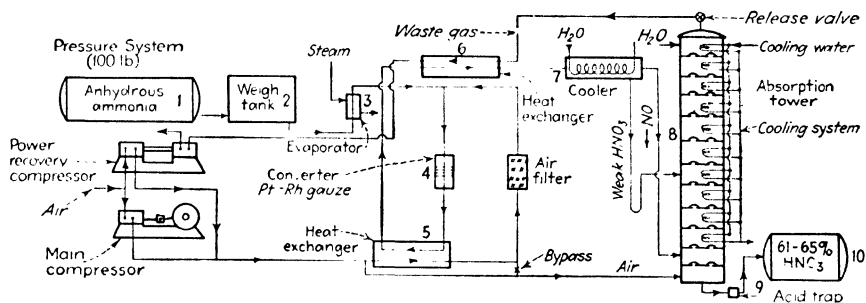 Pressure System
(100 lb)
Anhydrous
ammonia
1
Weigh
tank 2
Steam
3
Evaporator
Waste gas
6
Heat
exchanger
H2O
H2O
7
Cooler
Release valve
Cooling water
Absorption
tower
Cooling system
8
NO
Weak HNO3
Power
recovery
compressor
Air
Main
compressor
Converter
Pt-Rh gauze
4
Air
filter
Heat
exchanger
5
Bypass
Air
61-65%
HNO3
10
9
Acid trap